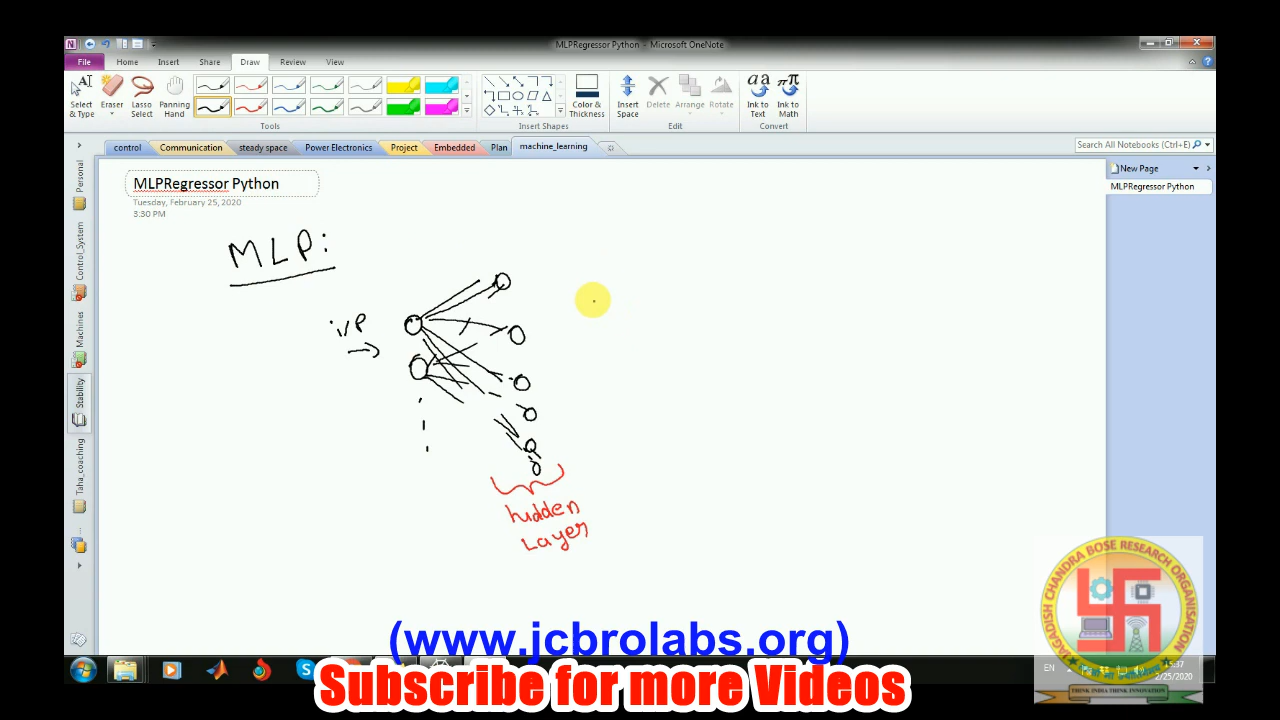 MLPRegressor Python – Microsoft OneNote
File Home Insert Share Draw Review View
Select & Type
Eraser
Lasso Select
Panning Hand
Color & Thickness
Insert Space
Delete
Arrange
Rotate
Ink to Text
Ink to Math
Tools Insert Shapes Edit Convert
control Communication steady space Power Electronics Project Embedded Plan machine_learning
Search All Notebooks (Ctrl+E)
New Page
MLPRegressor Python
Personal
Control_System
Machines
Stability
Taha_coaching
MLPRegressor Python
Tuesday, February 25, 2020
3:30 PM
MLP:
i/P
hidden
Layer
JAGADISH CHANDRA BOSE RESEARCH ORGANISATION
THINK INDIA THINK INNOVATION
(www.jcbrolabs.org)
Subscribe for more Videos
EN
15:37
2/25/2020